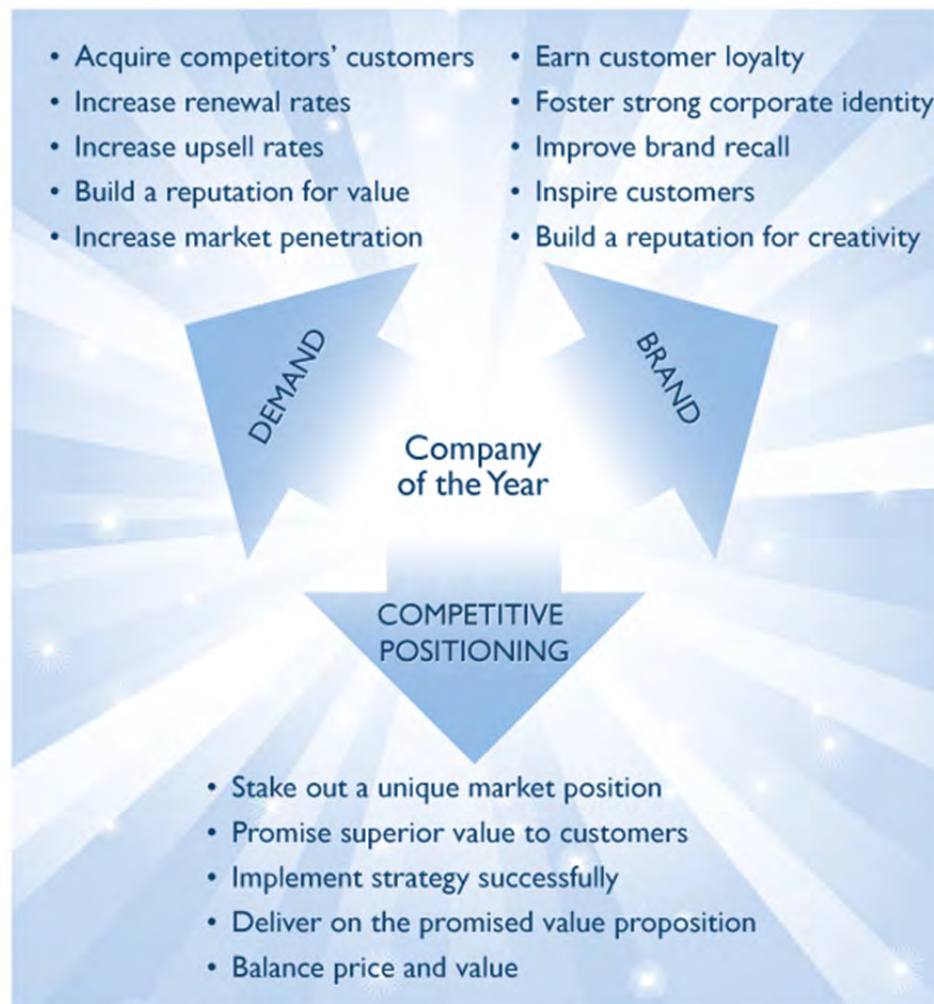 • Acquire competitors’ customers
• Increase renewal rates
• Increase upsell rates
• Build a reputation for value
• Increase market penetration
• Earn customer loyalty
• Foster strong corporate identity
• Improve brand recall
• Inspire customers
• Build a reputation for creativity
DEMAND
BRAND
Company
of the Year
COMPETITIVE
POSITIONING
• Stake out a unique market position
• Promise superior value to customers
• Implement strategy successfully
• Deliver on the promised value proposition
• Balance price and value